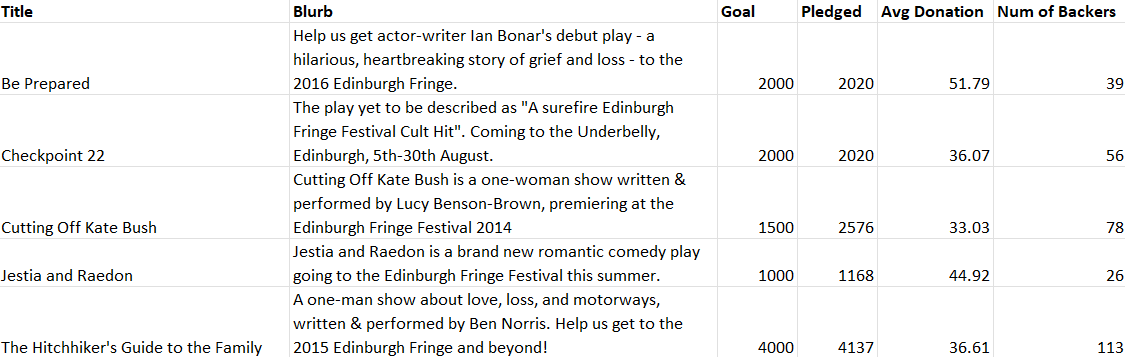 Title Blurb Goal Pledged Avg Donation Num of Backers
Help us get actor-writer Ian Bonar's debut play - a
hilarious, heartbreaking story of grief and loss - to the
Be Prepared 2016 Edinburgh Fringe. 2000 2020 51.79 39
The play yet to be described as "A surefire Edinburgh
Fringe Festival Cult Hit". Coming to the Underbelly,
Checkpoint 22 Edinburgh, 5th-30th August. 2000 2020 36.07 56
Cutting Off Kate Bush is a one-woman show written &
performed by Lucy Benson-Brown, premiering at the
Cutting Off Kate Bush Edinburgh Fringe Festival 2014 1500 2576 33.03 78
Jestia and Raedon is a brand new romantic comedy play
Jestia and Raedon going to the Edinburgh Fringe Festival this summer. 1000 1168 44.92 26
A one-man show about love, loss, and motorways,
written & performed by Ben Norris. Help us get to the
The Hitchhiker's Guide to the Family 2015 Edinburgh Fringe and beyond! 4000 4137 36.61 113